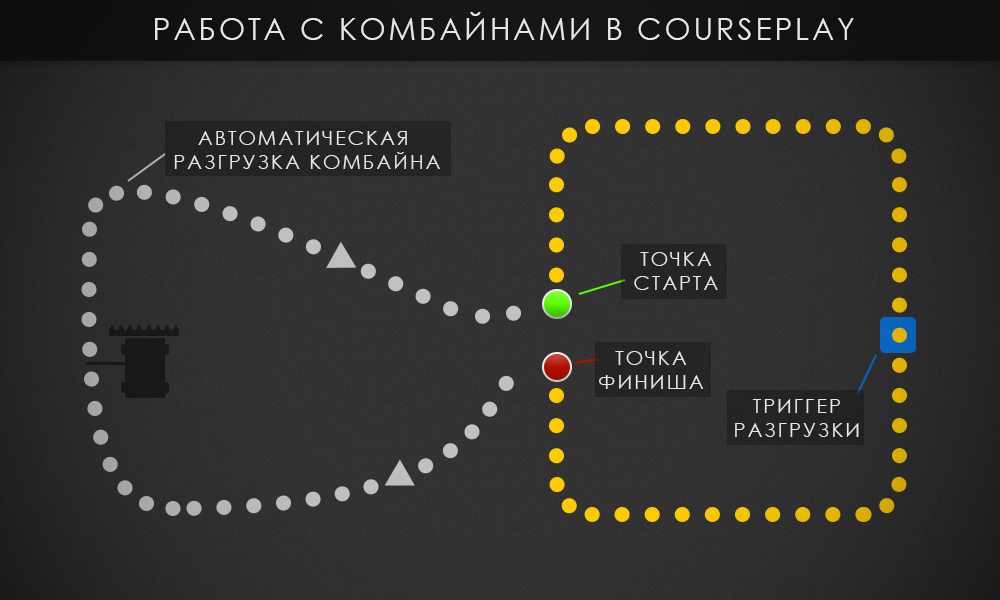 РАБОТА С КОМБАЙНАМИ В COURSEPLAY
АВТОМАТИЧЕСКАЯ
РАЗГРУЗКА КОМБАЙНА
ТОЧКА
СТАРТА
ТОЧКА
ФИНИША
ТРИГГЕР
РАЗГРУЗКИ